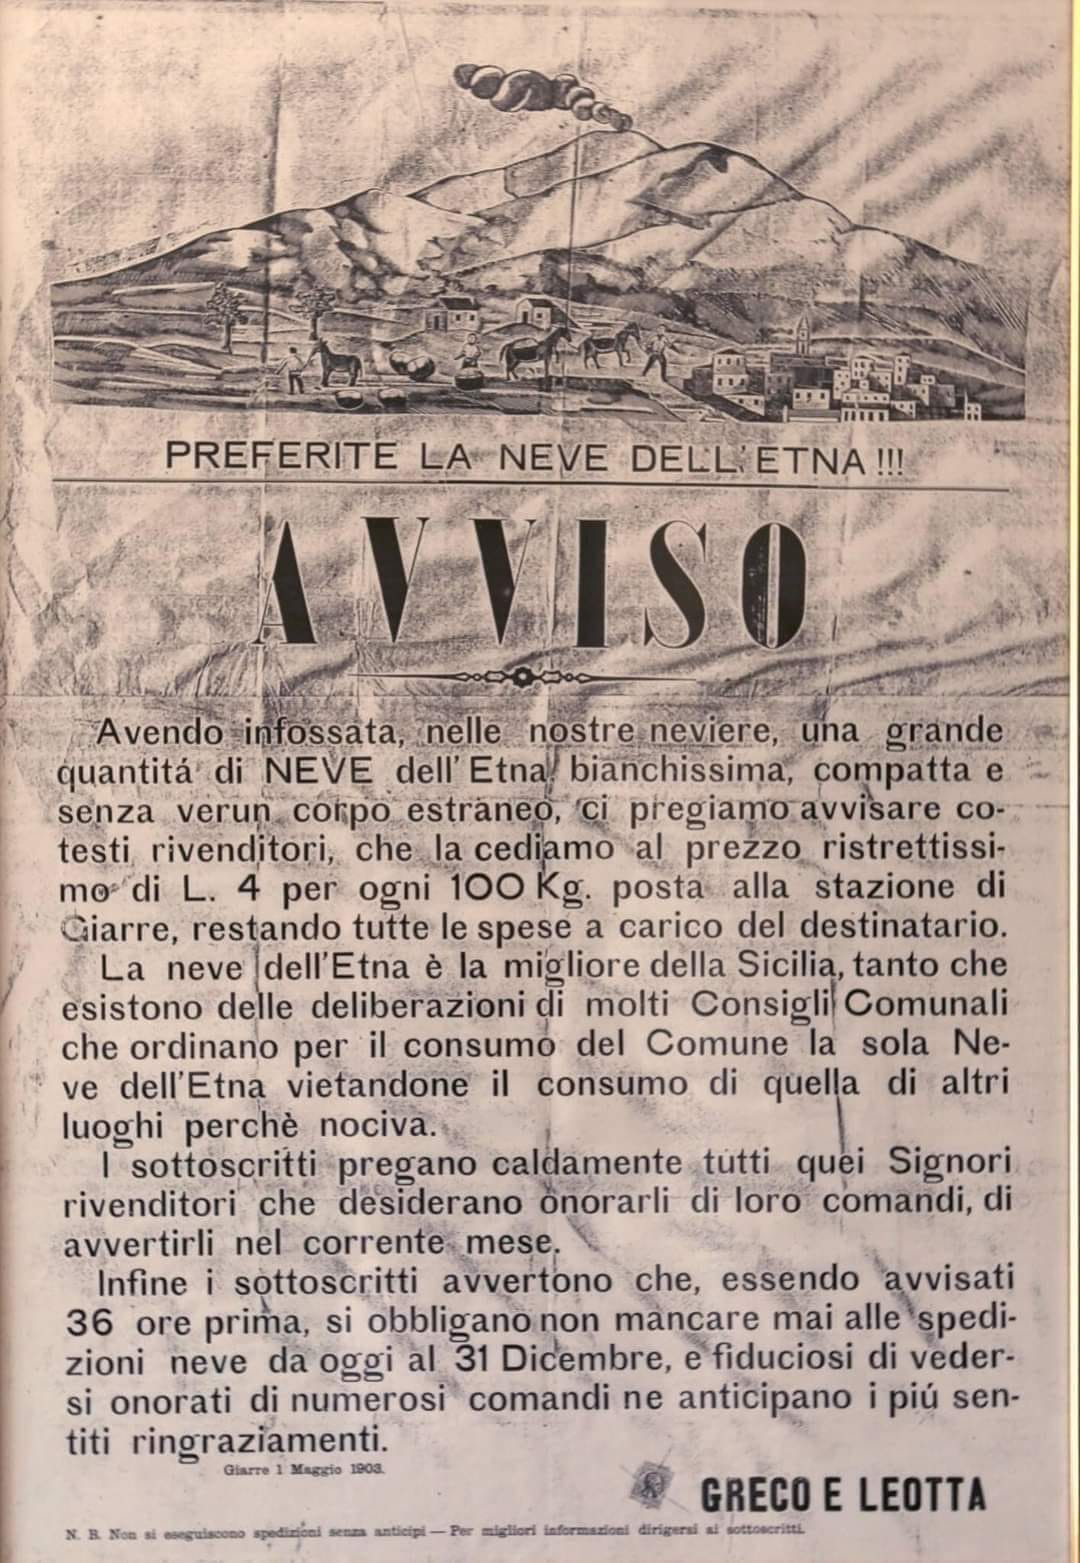 PREFERITE LA NEVE DELL'ETNA!!!
AVVISO
Avendo infossata, nelle nostre neviere, una grande
quantitá di NEVE dell'Etna, bianchissima, compatta e
senza verun corpo estraneo, ci pregiamo avvisare co-
testi rivenditori, che la cediamo al prezzo ristrettissi-
mo di L. 4 per ogni 100 Kg. posta alla stazione di
Giarre, restando tutte le spese a carico del destinatario.
La neve dell'Etna è la migliore della Sicilia, tanto che
esistono delle deliberazioni di molti Consigli Comunali
che ordinano per il consumo del Comune la sola Ne-
ve dell'Etna vietandone il consumo di quella di altri
luoghi perchè nociva.
I sottoscritti pregano caldamente tutti quei Signori
rivenditori che desiderano onorarli di loro comandi, di
avvertirli nel corrente mese.
Infine i sottoscritti avvertono che, essendo avvisati
36 ore prima, si obbligano non mancare mai alle spedi-
zioni neve da oggi al 31 Dicembre, e fiduciosi di veder-
si onorati di numerosi comandi ne anticipano i piú sen-
titi ringraziamenti.
Giarre 1 Maggio 1903.
GRECO E LEOTTA
N. B. Non si eseguiscono spedizioni senza anticipi — Per migliori informazioni dirigersi ai sottoscritti.